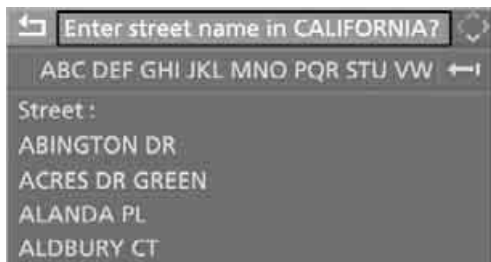 Enter street name in CALIFORNIA?
ABC DEF GHI JKL MNO PQR STU VW
Street :
ABINGTON DR
ACRES DR GREEN
ALANDA PL
ALDBURY CT